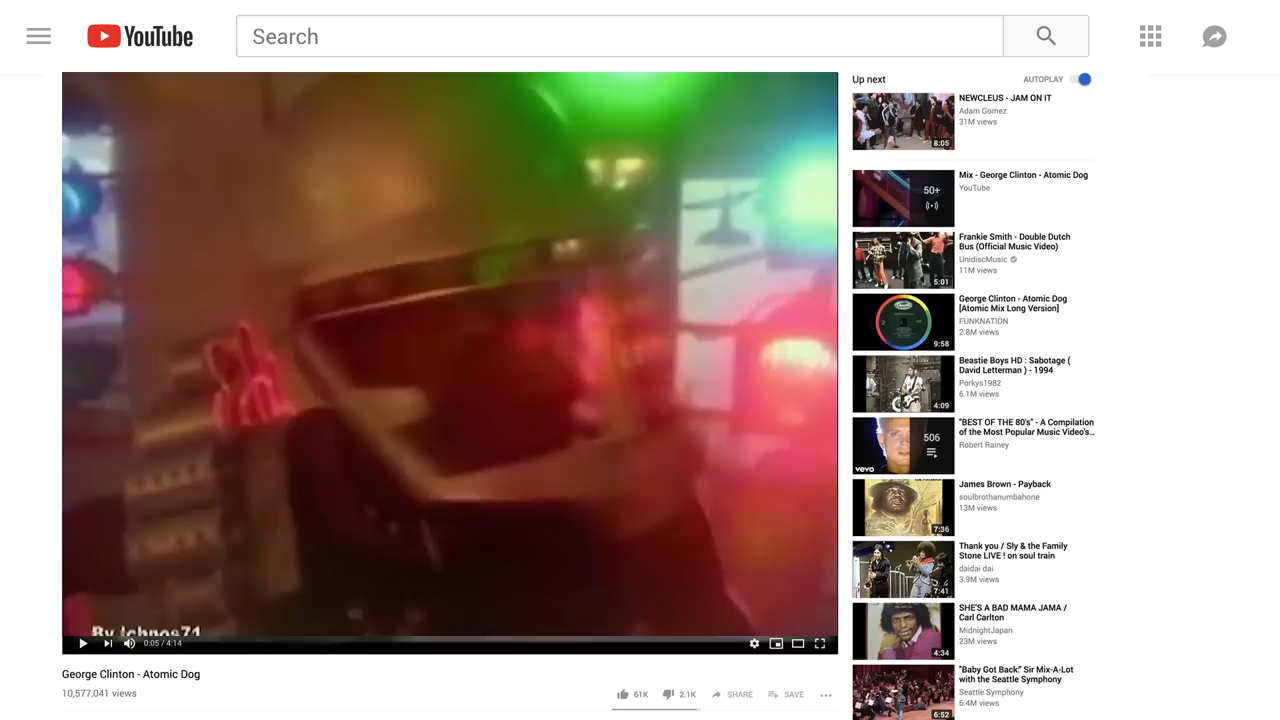 YouTube
Search
Up next
AUTOPLAY
NEWCLEUS - JAM ON IT
Adam Gomez
31M views
8:05
Mix - George Clinton - Atomic Dog
YouTube
50+
Frankie Smith - Double Dutch
Bus (Official Music Video)
UnidiscMusic
11M views
5:01
George Clinton - Atomic Dog
[Atomic Mix Long Version]
FUNKNATION
2.8M views
9:58
Beastie Boys HD : Sabotage (
David Letterman ) - 1994
Porkys1982
6.1M views
4:09
"BEST OF THE 80's" - A Compilation
of the Most Popular Music Video's...
Robert Rainey
506
vevo
James Brown - Payback
soulbrothanumbahone
13M views
7:36
Thank you / Sly & the Family
Stone LIVE ! on soul train
daidai dai
3.9M views
7:41
SHE'S A BAD MAMA JAMA /
Carl Carlton
MidnightJapan
23M views
4:34
"Baby Got Back:" Sir Mix-A-Lot
with the Seattle Symphony
Seattle Symphony
6.4M views
6:52
By Ichnos71
0:05 / 4:14
George Clinton - Atomic Dog
10,577,041 views
61K
2.1K
SHARE
SAVE